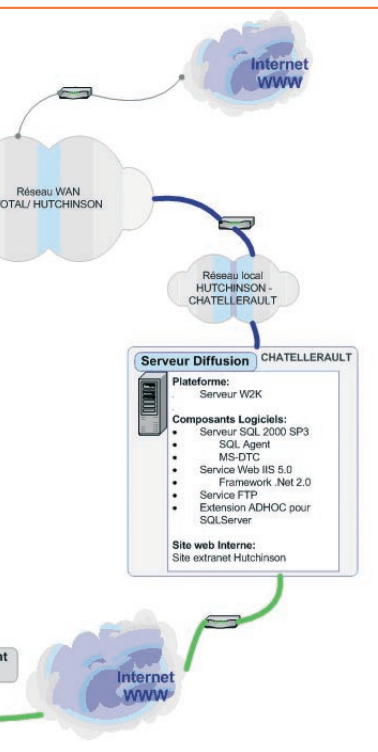 Internet
WWW
Réseau WAN
TOTAL/ HUTCHINSON
Réseau local
HUTCHINSON -
CHATELLERAULT
Serveur Diffusion
CHATELLERAULT
Plateforme:
. Serveur W2K
.
Composants Logiciels:
• Serveur SQL 2000 SP3
• SQL Agent
• MS-DTC
• Service Web IIS 5.0
• Framework .Net 2.0
• Service FTP
• Extension ADHOC pour
SQLServer
Site web Interne:
Site extranet Hutchinson
nt
Internet
WWW